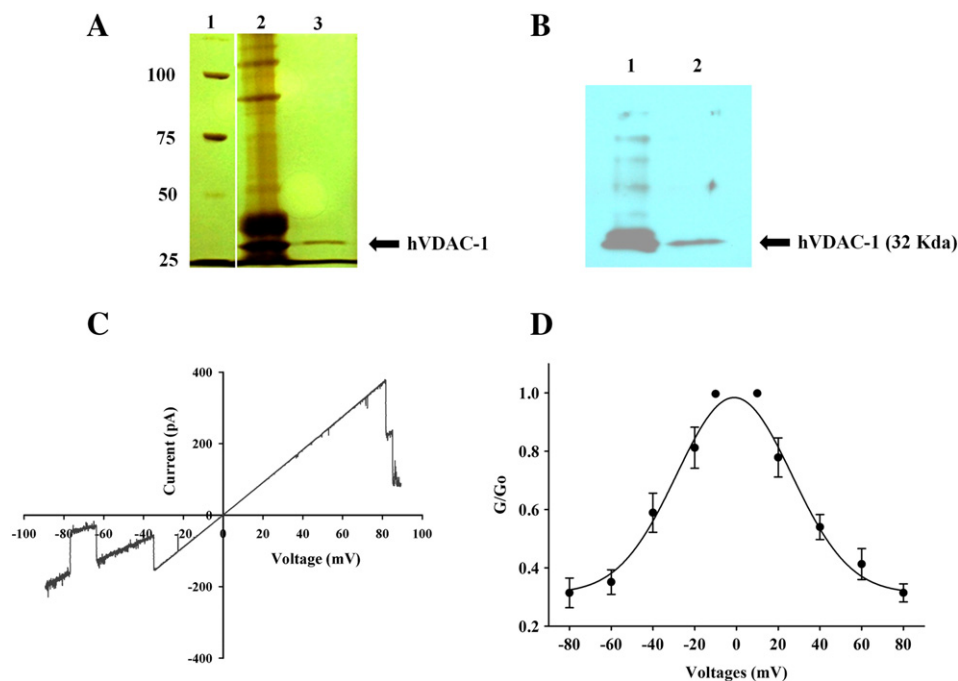 A
B
1 2 3
1 2
100
75
50
25
hVDAC-1
hVDAC-1 (32 Kda)
C
D
400
200
0
-200
-400
Current (pA)
-100 -80 -60 -40 -20 0 20 40 60 80 100
Voltage (mV)
1.0
0.8
0.6
0.4
0.2
G/Go
-80 -60 -40 -20 0 20 40 60 80
Voltages (mV)